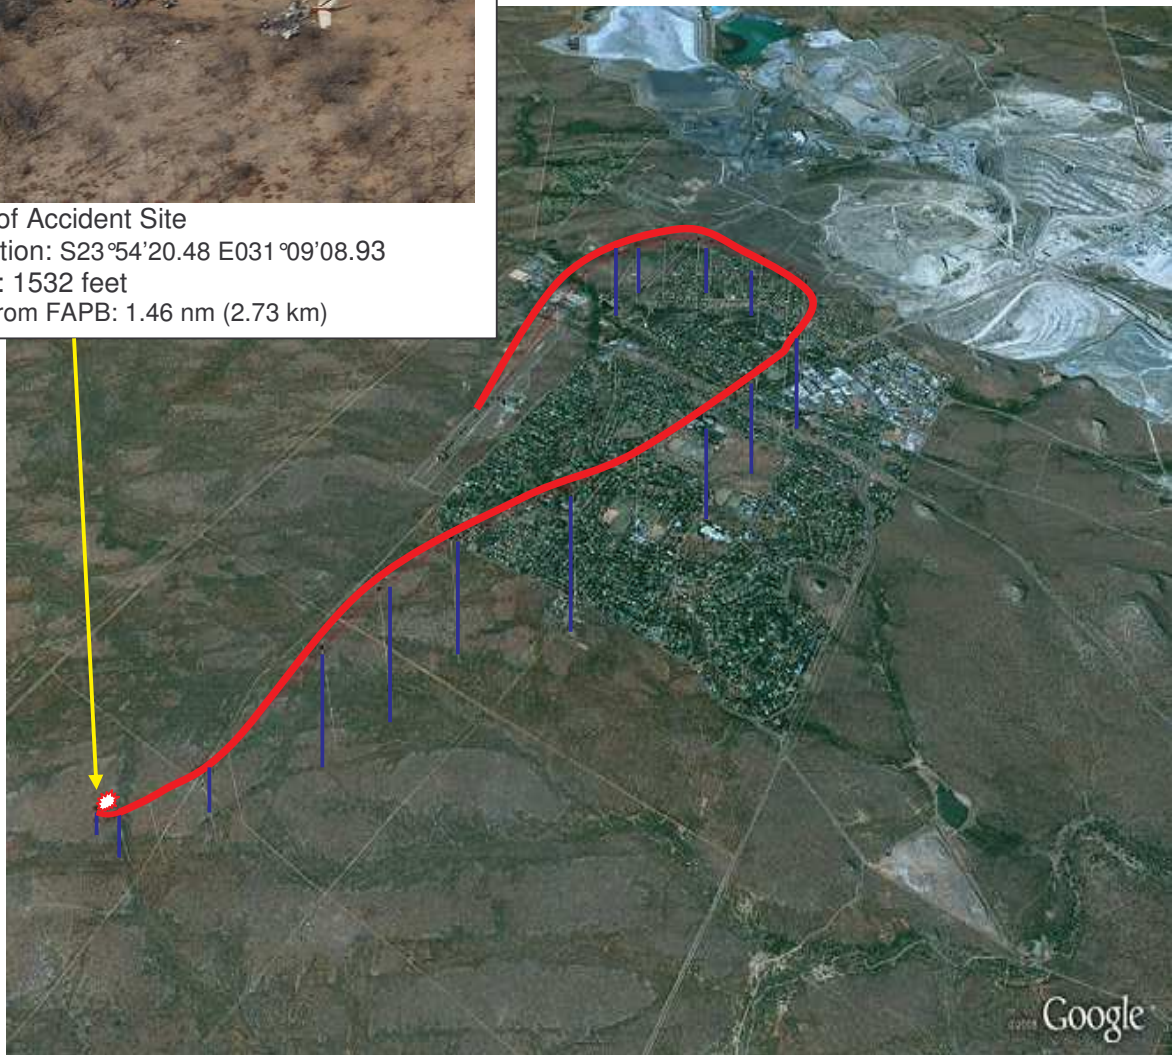 of Accident Site
tion: S23°54'20.48 E031°09'08.93
: 1532 feet
rom FAPB: 1.46 nm (2.73 km)
Google